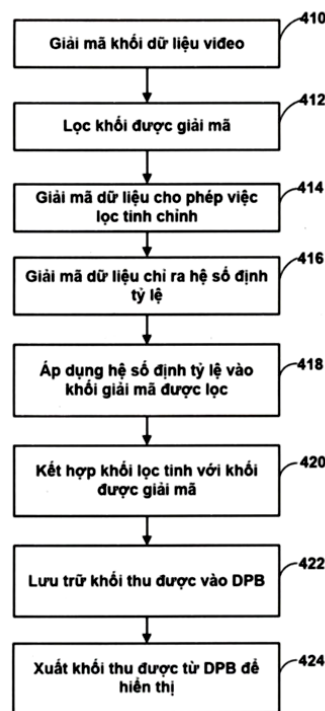 410
Giải mã khối dữ liệu video
412
Lọc khối được giải mã
414
Giải mã dữ liệu cho phép việc
lọc tinh chỉnh
416
Giải mã dữ liệu chỉ ra hệ số định
tỷ lệ
418
Áp dụng hệ số định tỷ lệ vào
khối giải mã được lọc
420
Kết hợp khối lọc tinh với khối
được giải mã
422
Lưu trữ khối thu được vào DPB
424
Xuất khối thu được từ DPB để
hiển thị